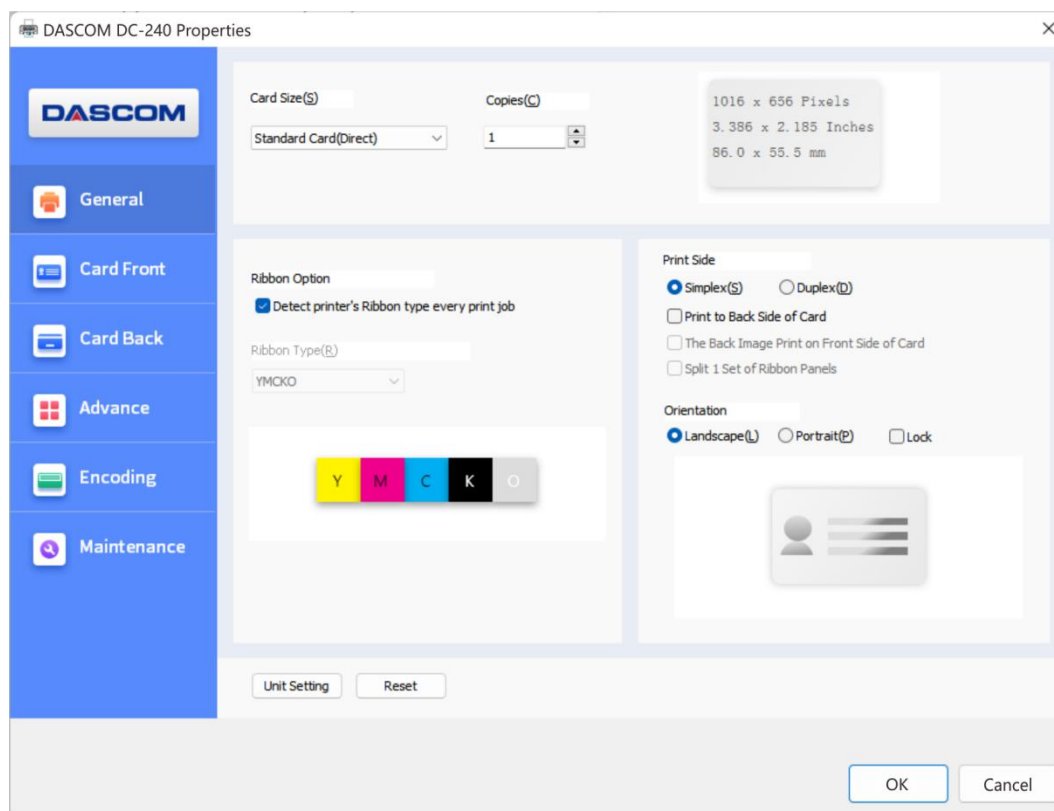 DASCOM DC-240 Properties
DASCOM
General
Card Front
Card Back
Advance
Encoding
Maintenance
Card Size(S)
Standard Card(Direct)
Copies(C)
1
1016 x 656 Pixels
3.386 x 2.185 Inches
86.0 x 55.5 mm
Ribbon Option
Detect printer's Ribbon type every print job
Ribbon Type(R)
YMCKO
Y M C K O
Print Side
Simplex(S) Duplex(D)
Print to Back Side of Card
The Back Image Print on Front Side of Card
Split 1 Set of Ribbon Panels
Orientation
Landscape(L) Portrait(P) Lock
Unit Setting Reset
OK Cancel